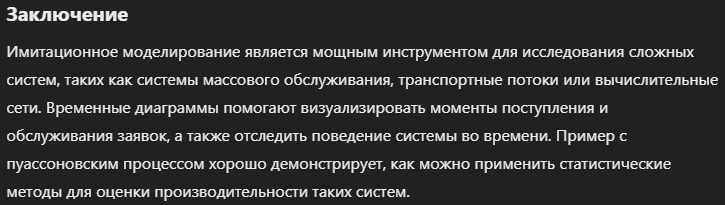 Заключение
Имитационное моделирование является мощным инструментом для исследования сложных
систем, таких как системы массового обслуживания, транспортные потоки или вычислительные
сети. Временные диаграммы помогают визуализировать моменты поступления и
обслуживания заявок, а также отследить поведение системы во времени. Пример с
пуассоновским процессом хорошо демонстрирует, как можно применить статистические
методы для оценки производительности таких систем.